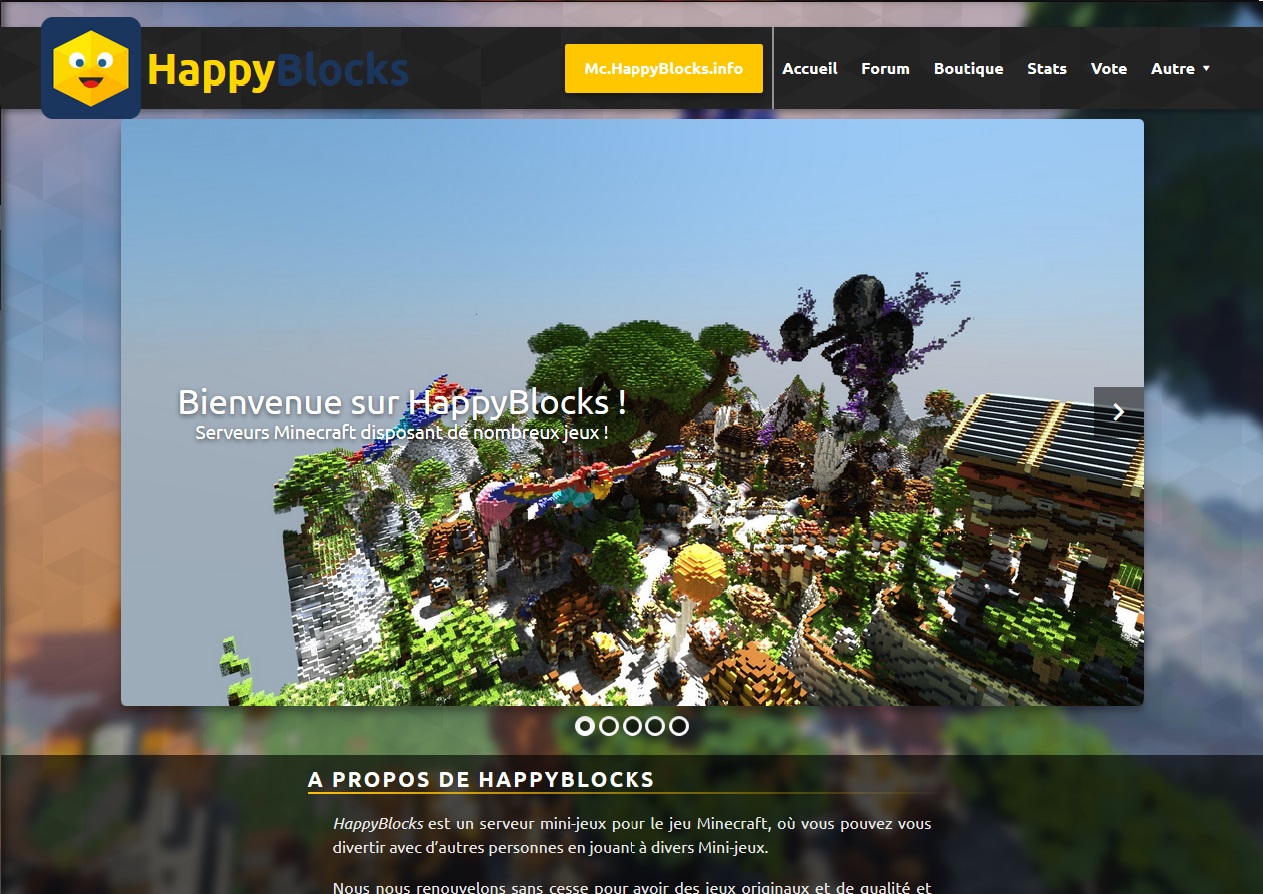 HappyBlocks
Mc.HappyBlocks.info
Accueil
Forum
Boutique
Stats
Vote
Autre
Bienvenue sur HappyBlocks !
Serveurs Minecraft disposant de nombreux jeux !
A PROPOS DE HAPPYBLOCKS
HappyBlocks est un serveur mini-jeux pour le jeu Minecraft, où vous pouvez vous
divertir avec d’autres personnes en jouant à divers Mini-jeux.
Nous nous renouvelons sans cesse pour avoir des jeux originaux et de qualité et